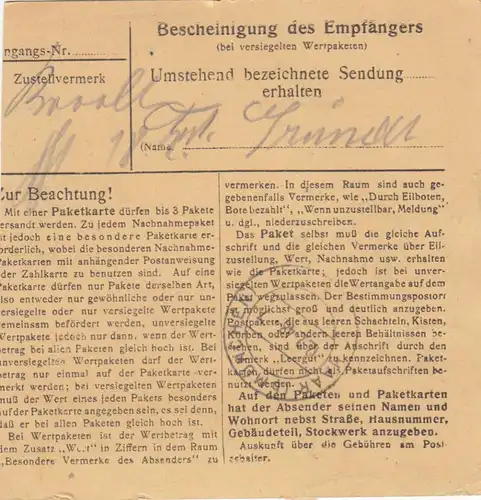 Bescheinigung des Empfängers
(bei versiegelten Wertpaketen)
ngangs-Nr.
Zustellvermerk
Umstehend bezeichnete Sendung
erhalten
(Name)
Zur Beachtung!
Mit einer Paketkarte dürfen bis 3 Pakete
ersandt werden. Zu jedem Nachnahmepaket
st jedoch eine besondere Paketkarte er-
orderlich, wobei die besonderen Nachnahme-
Paketkarten mit anhängender Postanweisung
der Zahlkarte zu benutzen sind. Auf eine
Paketkarte dürfen nur Pakete derselben Art,
lso entweder nur gewöhnliche oder nur un-
versiegelte oder nur versiegelte Wertpakete
emeinsam befördert werden, unversiegelte
Wertpakete jedoch nur dann, wenn der Wert-
betrag bei allen Paketen gleich hoch ist. Bei
unversiegelten Wertpaketen darf der Wert-
betrag nur einmal auf der Paketkarte ver-
merkt werden; bei versiegelten Wertpaketen
muß der Wert eines jeden Pakets besonders
auf der Paketkarte angegeben sein, es sei denn,
daß er bei allen Paketen gleich hoch ist.
Bei Wertpaketen ist der Wertbetrag mit
dem Zusatz „Wert" in Ziffern in dem Raum
„Besondere Vermerke des Absenders" zu
vermerken. In diesem Raum sind auch ge-
gebenenfalls Vermerke, wie „Durch Eilboten,
Bote bezahlt", „Wenn unzustellbar, Meldung"
u. dgl., niederzuschreiben.
Das Paket selbst muß die gleiche Auf-
schrift und die gleichen Vermerke über Eil-
zustellung, Wert, Nachnahme usw. erhalten
wie die Paketkarte; jedoch ist bei unver-
siegelten Wertpaketen die Wertangabe auf dem
Paket wegzulassen. Der Bestimmungspostort
ist möglichst groß und deutlich anzugeben.
Postpakete, die aus leeren Schachteln, Kisten,
Körben oder andern leeren Behältnissen be-
stehen, sind über der Anschrift durch den
Vermerk „Leergut" zu kennzeichnen. Paket-
karten dürfen nicht als Paketaufschriften be-
nutzt werden.
Auf den Paketen und Paketkarten
hat der Absender seinen Namen und
Wohnort nebst Straße, Hausnummer,
Gebäudeteil, Stockwerk anzugeben.
Auskunft über die Gebühren am Post-
schalter.